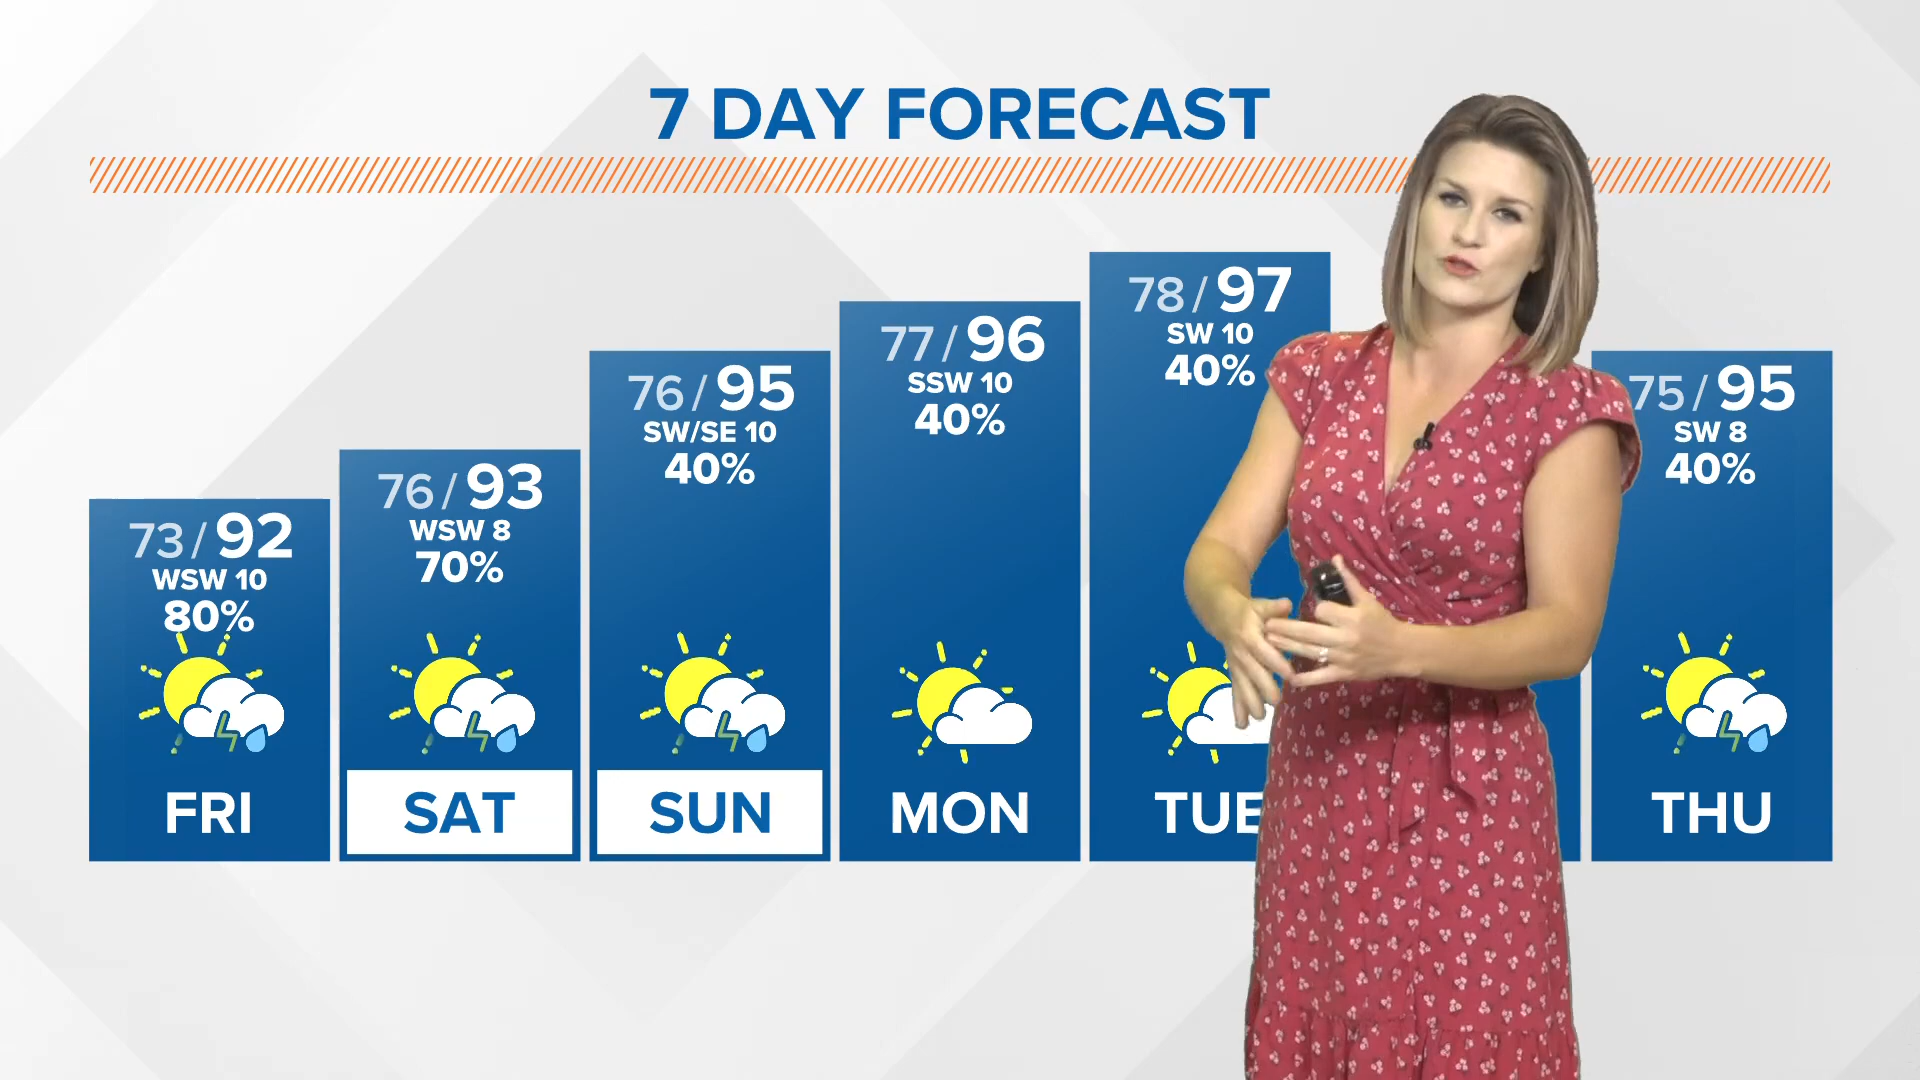 7 DAY FORECAST
73/92
WSW 10
80%
FRI
76/93
WSW 8
70%
SAT
76/95
SW/SE 10
40%
SUN
77/96
SSW 10
40%
MON
78/97
SW 10
40%
TUE
75/95
SW 8
40%
THU